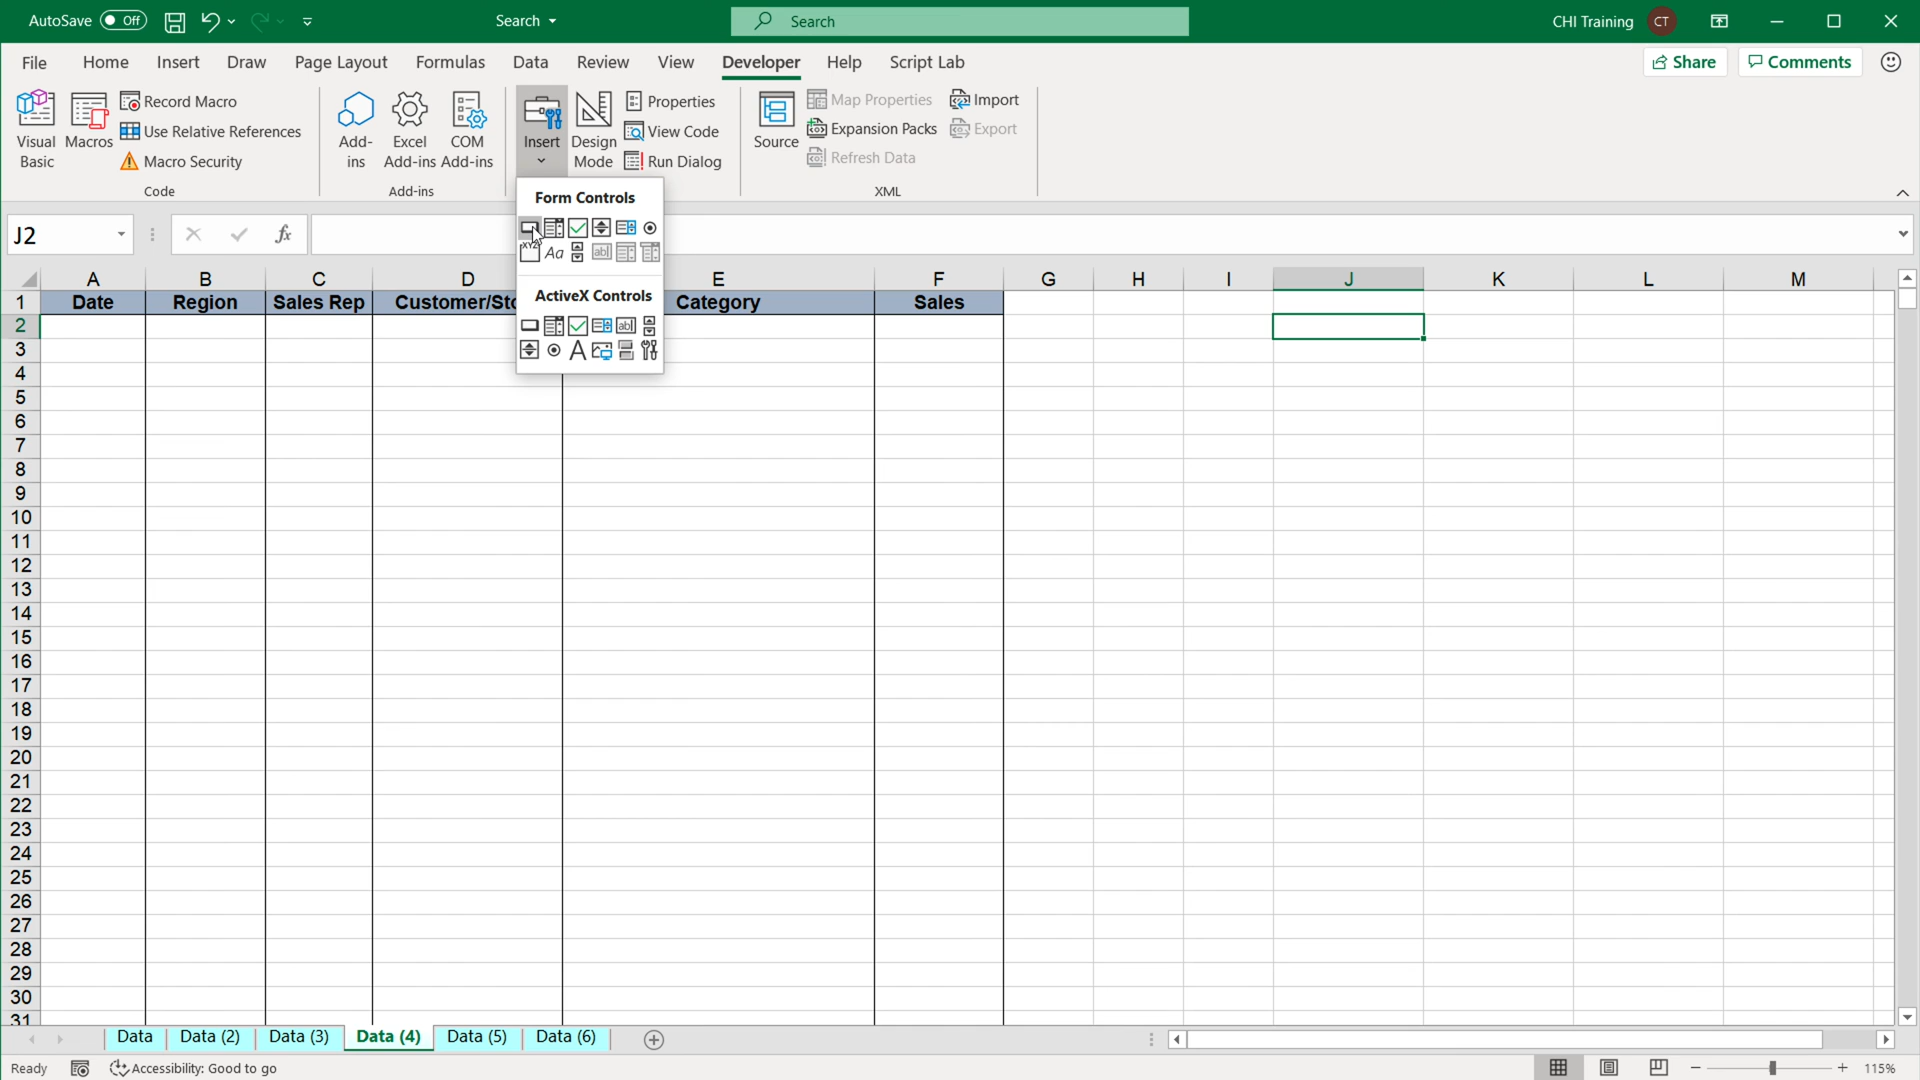 AutoSave Off Search Search CHI Training CT
File Home Insert Draw Page Layout Formulas Data Review View Developer Help Script Lab Share Comments
Visual Basic
Macros
Record Macro
Use Relative References
Macro Security
Code
Add-ins
Excel Add-ins
COM Add-ins
Add-ins
Insert
Design Mode
Properties
View Code
Run Dialog
Source
Map Properties
Expansion Packs
Refresh Data
Import
Export
XML
Form Controls
XYZ
Aa ab|
ActiveX Controls
ab|
A
J2 fx
A B C D E F G H I J K L M
1 Date Region Sales Rep Customer/Sto Category Sales
2
3
4
5
6
7
8
9
10
11
12
13
14
15
16
17
18
19
20
21
22
23
24
25
26
27
28
29
30
31
Data Data (2) Data (3) Data (4) Data (5) Data (6)
Ready Accessibility: Good to go 115%